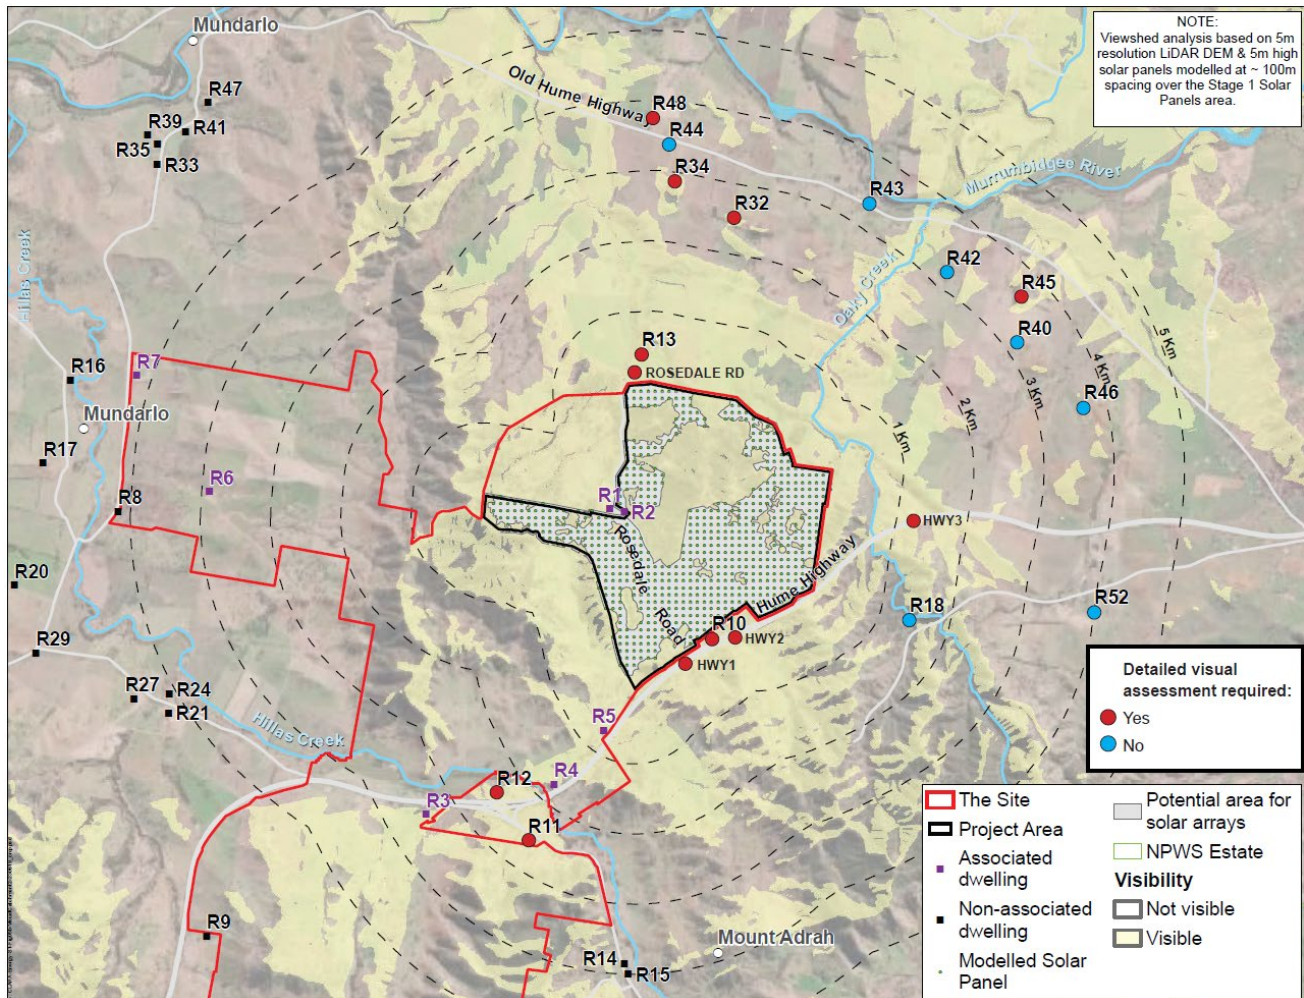 NOTE:
Viewshed analysis based on 5m
resolution LiDAR DEM & 5m high
solar panels modelled at ~ 100m
spacing over the Stage 1 Solar
Panels area.
Mundarlo
R47
R39
R41
R35
R33
Old Hume Highway
R48
R44
R34
R32
R43
Murrumbidgee River
Hillas Creek
R42
R45
Oaky Creek
R40
5 Km
4 Km
3 Km
2 Km
1 Km
R46
R13
ROSEDALE RD
R16
R7
Mundarlo
R17
R6
R8
R1
R2
HWY3
Rosedale
Road
Hume Highway
R20
R29
R18
R52
R10
HWY2
HWY1
R27
R24
R21
Hillas Creek
R5
R4
R12
R3
R11
R9
R14
R15
Mount Adrah
Detailed visual
assessment required:
Yes
No
The Site
Project Area
Associated
dwelling
Non-associated
dwelling
Modelled Solar
Panel
Potential area for
solar arrays
NPWS Estate
Visibility
Not visible
Visible